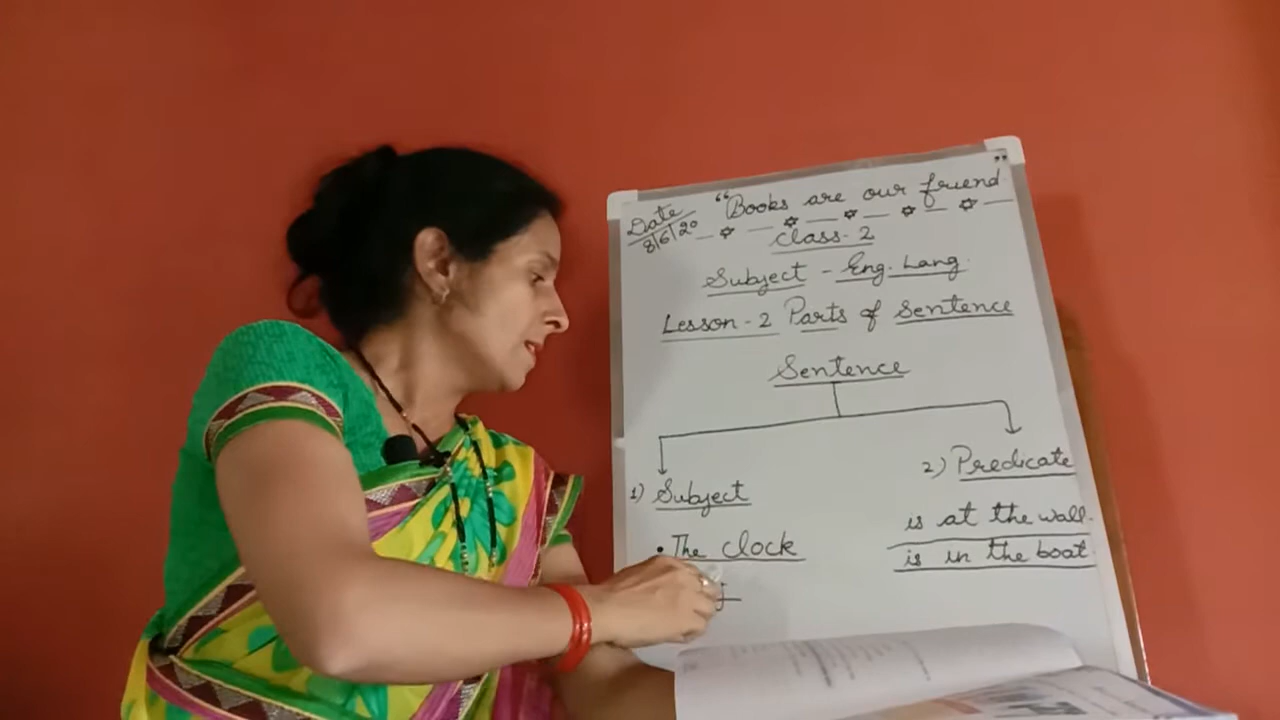 "Books are our friend"
Date
8/6/20
Class-2
Subject - Eng. Lang.
Lesson-2 Parts of Sentence
Sentence
1) Subject
2) Predicate
• The clock
is at the wall.
is in the boat